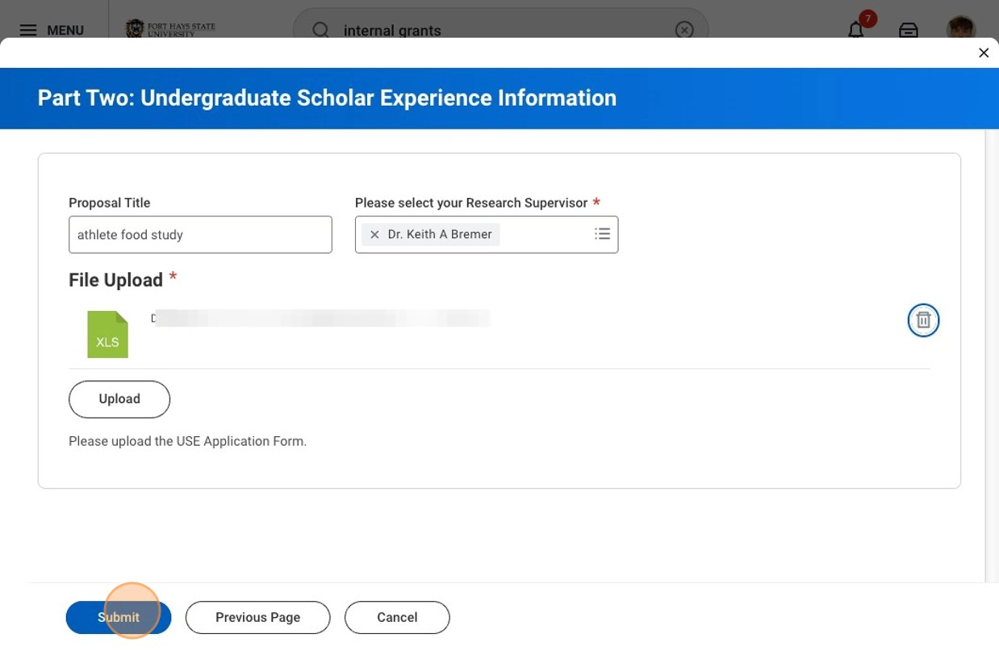 MENU
FORT HAYS STATE
UNIVERSITY
internal grants
7
Part Two: Undergraduate Scholar Experience Information
Proposal Title
Please select your Research Supervisor *
athlete food study
Dr. Keith A Bremer
File Upload *
XLS
Upload
Please upload the USE Application Form.
Submit
Previous Page
Cancel